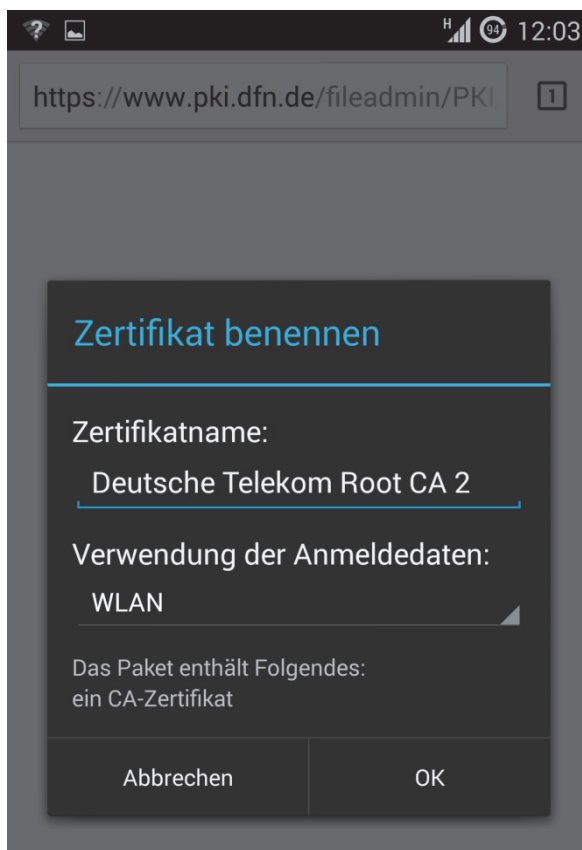 H 94 12:03
https://www.pki.dfn.de/fileadmin/PKI
1
Zertifikat benennen
Zertifikatname:
Deutsche Telekom Root CA 2
Verwendung der Anmeldedaten:
WLAN
Das Paket enthält Folgendes:
ein CA-Zertifikat
Abbrechen OK